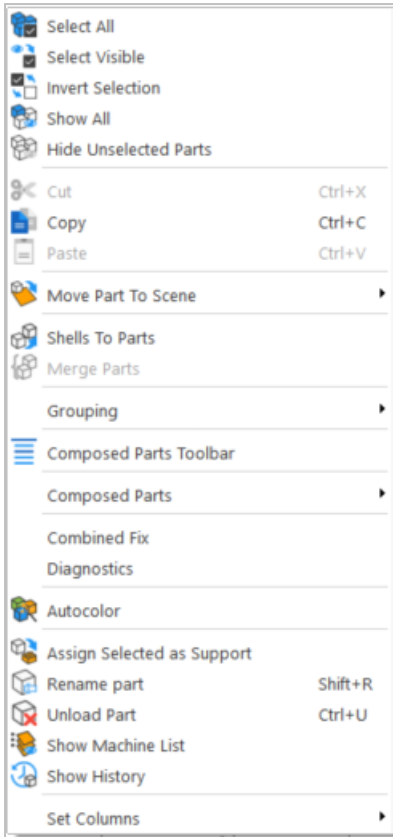 Select All
Select Visible
Invert Selection
Show All
Hide Unselected Parts
Cut Ctrl+X
Copy Ctrl+C
Paste Ctrl+V
Move Part To Scene
Shells To Parts
Merge Parts
Grouping
Composed Parts Toolbar
Composed Parts
Combined Fix
Diagnostics
Autocolor
Assign Selected as Support
Rename part Shift+R
Unload Part Ctrl+U
Show Machine List
Show History
Set Columns